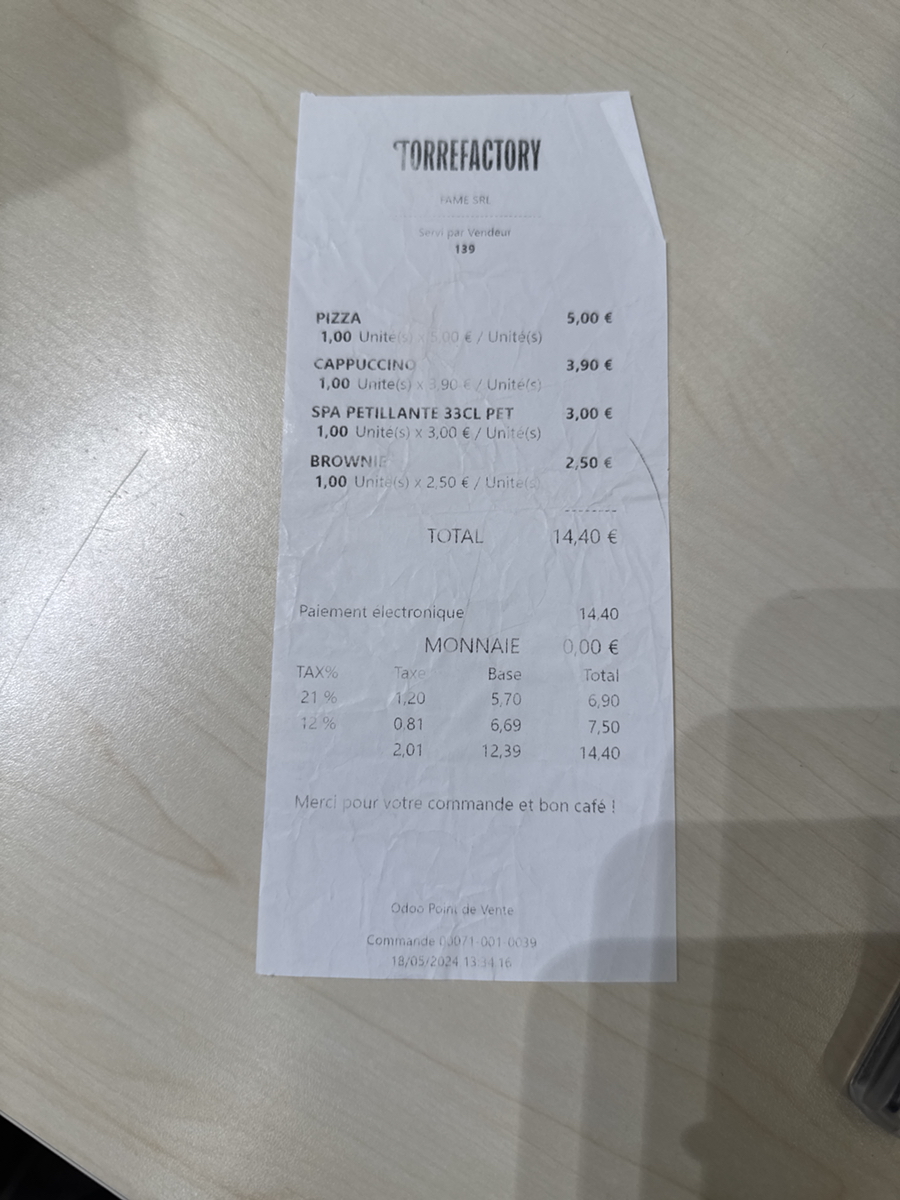 TORREFACTORY
FAME SRL
Servi par Vendeur
139
PIZZA 5,00 €
1,00 Unité(s) x 5,00 € / Unité(s)
CAPPUCCINO 3,90 €
1,00 Unité(s) x 3,90 € / Unité(s)
SPA PETILLANTE 33CL PET 3,00 €
1,00 Unité(s) x 3,00 € / Unité(s)
BROWNIE 2,50 €
1,00 Unité(s) x 2,50 € / Unité(s)
--------
TOTAL 14,40 €
Paiement électronique 14,40
MONNAIE 0,00 €
TAX% Taxe Base Total
21 % 1,20 5,70 6,90
12 % 0,81 6,69 7,50
2,01 12,39 14,40
Merci pour votre commande et bon café !
Odoo Point de Vente
Commande 00071-001-0039
18/05/2024 13:34:16